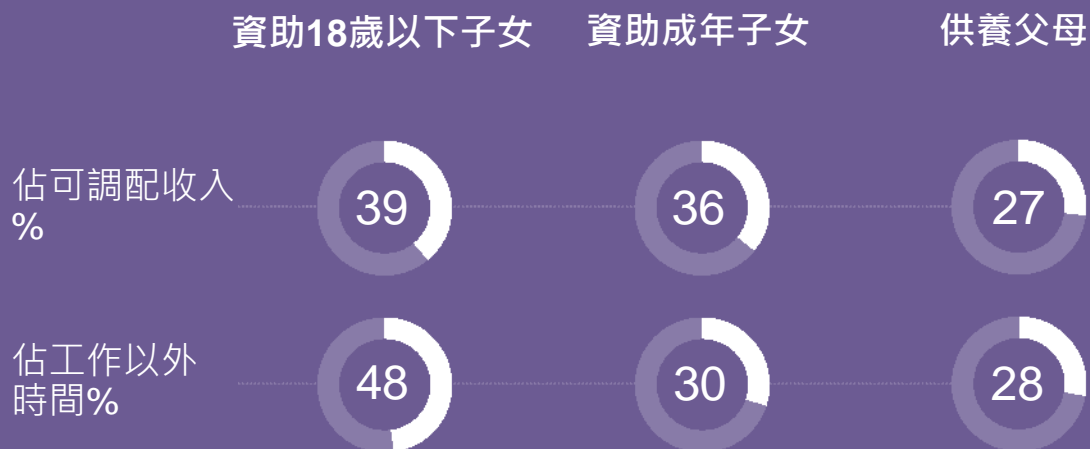 資助18歲以下子女 資助成年子女 供養父母
佔可調配收入
%
39 36 27
佔工作以外
時間%
48 30 28